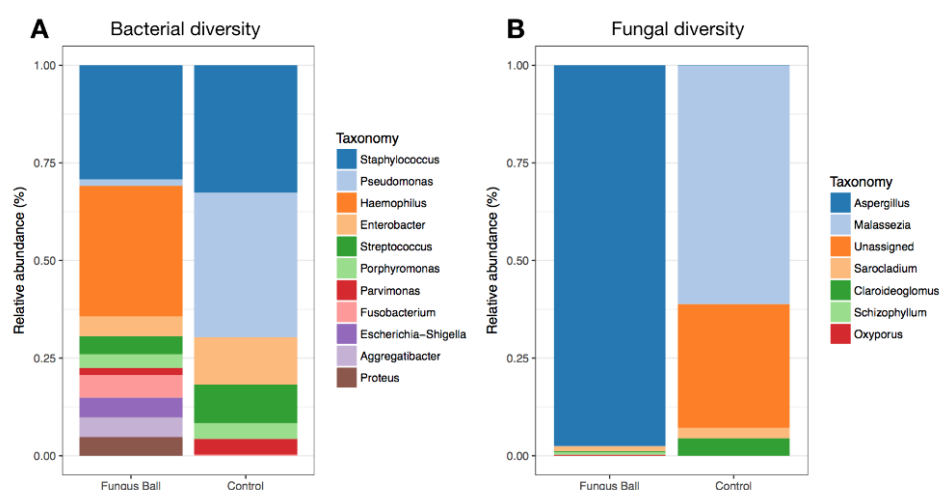 A Bacterial diversity
Relative abundance (%)
1.00
0.75
0.50
0.25
0.00
Fungus Ball Control
Taxonomy
Staphylococcus
Pseudomonas
Haemophilus
Enterobacter
Streptococcus
Porphyromonas
Parvimonas
Fusobacterium
Escherichia-Shigella
Aggregatibacter
Proteus
B Fungal diversity
Relative abundance (%)
1.00
0.75
0.50
0.25
0.00
Fungus Ball Control
Taxonomy
Aspergillus
Malassezia
Unassigned
Sarocladium
Claroideoglomus
Schizophyllum
Oxyporus